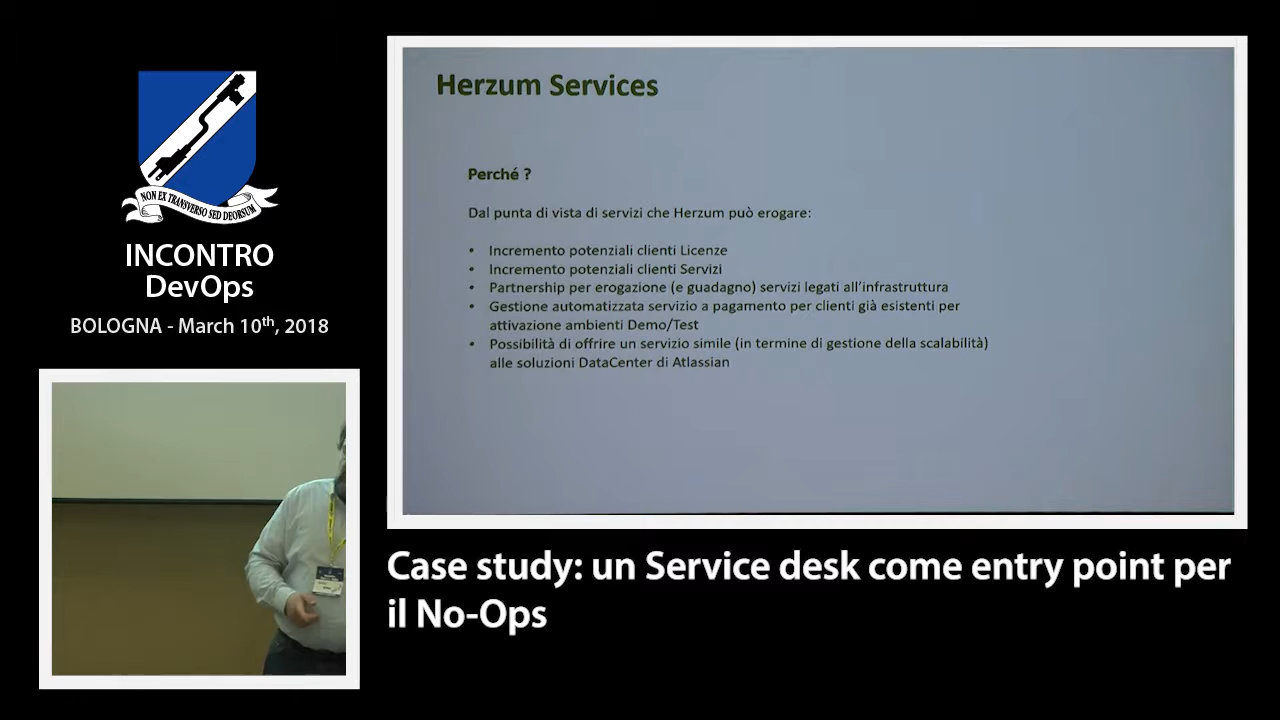 NON EX TRANSVERSO SED DEORSUM
INCONTRO
DevOps
BOLOGNA - March 10th, 2018
Herzum Services
Perché ?
Dal punta di vista di servizi che Herzum può erogare:
• Incremento potenziali clienti Licenze
• Incremento potenziali clienti Servizi
• Partnership per erogazione (e guadagno) servizi legati all'infrastruttura
• Gestione automatizzata servizio a pagamento per clienti già esistenti per
attivazione ambienti Demo/Test
• Possibilità di offrire un servizio simile (in termine di gestione della scalabilità)
alle soluzioni DataCenter di Atlassian
Case study: un Service desk come entry point per
il No-Ops